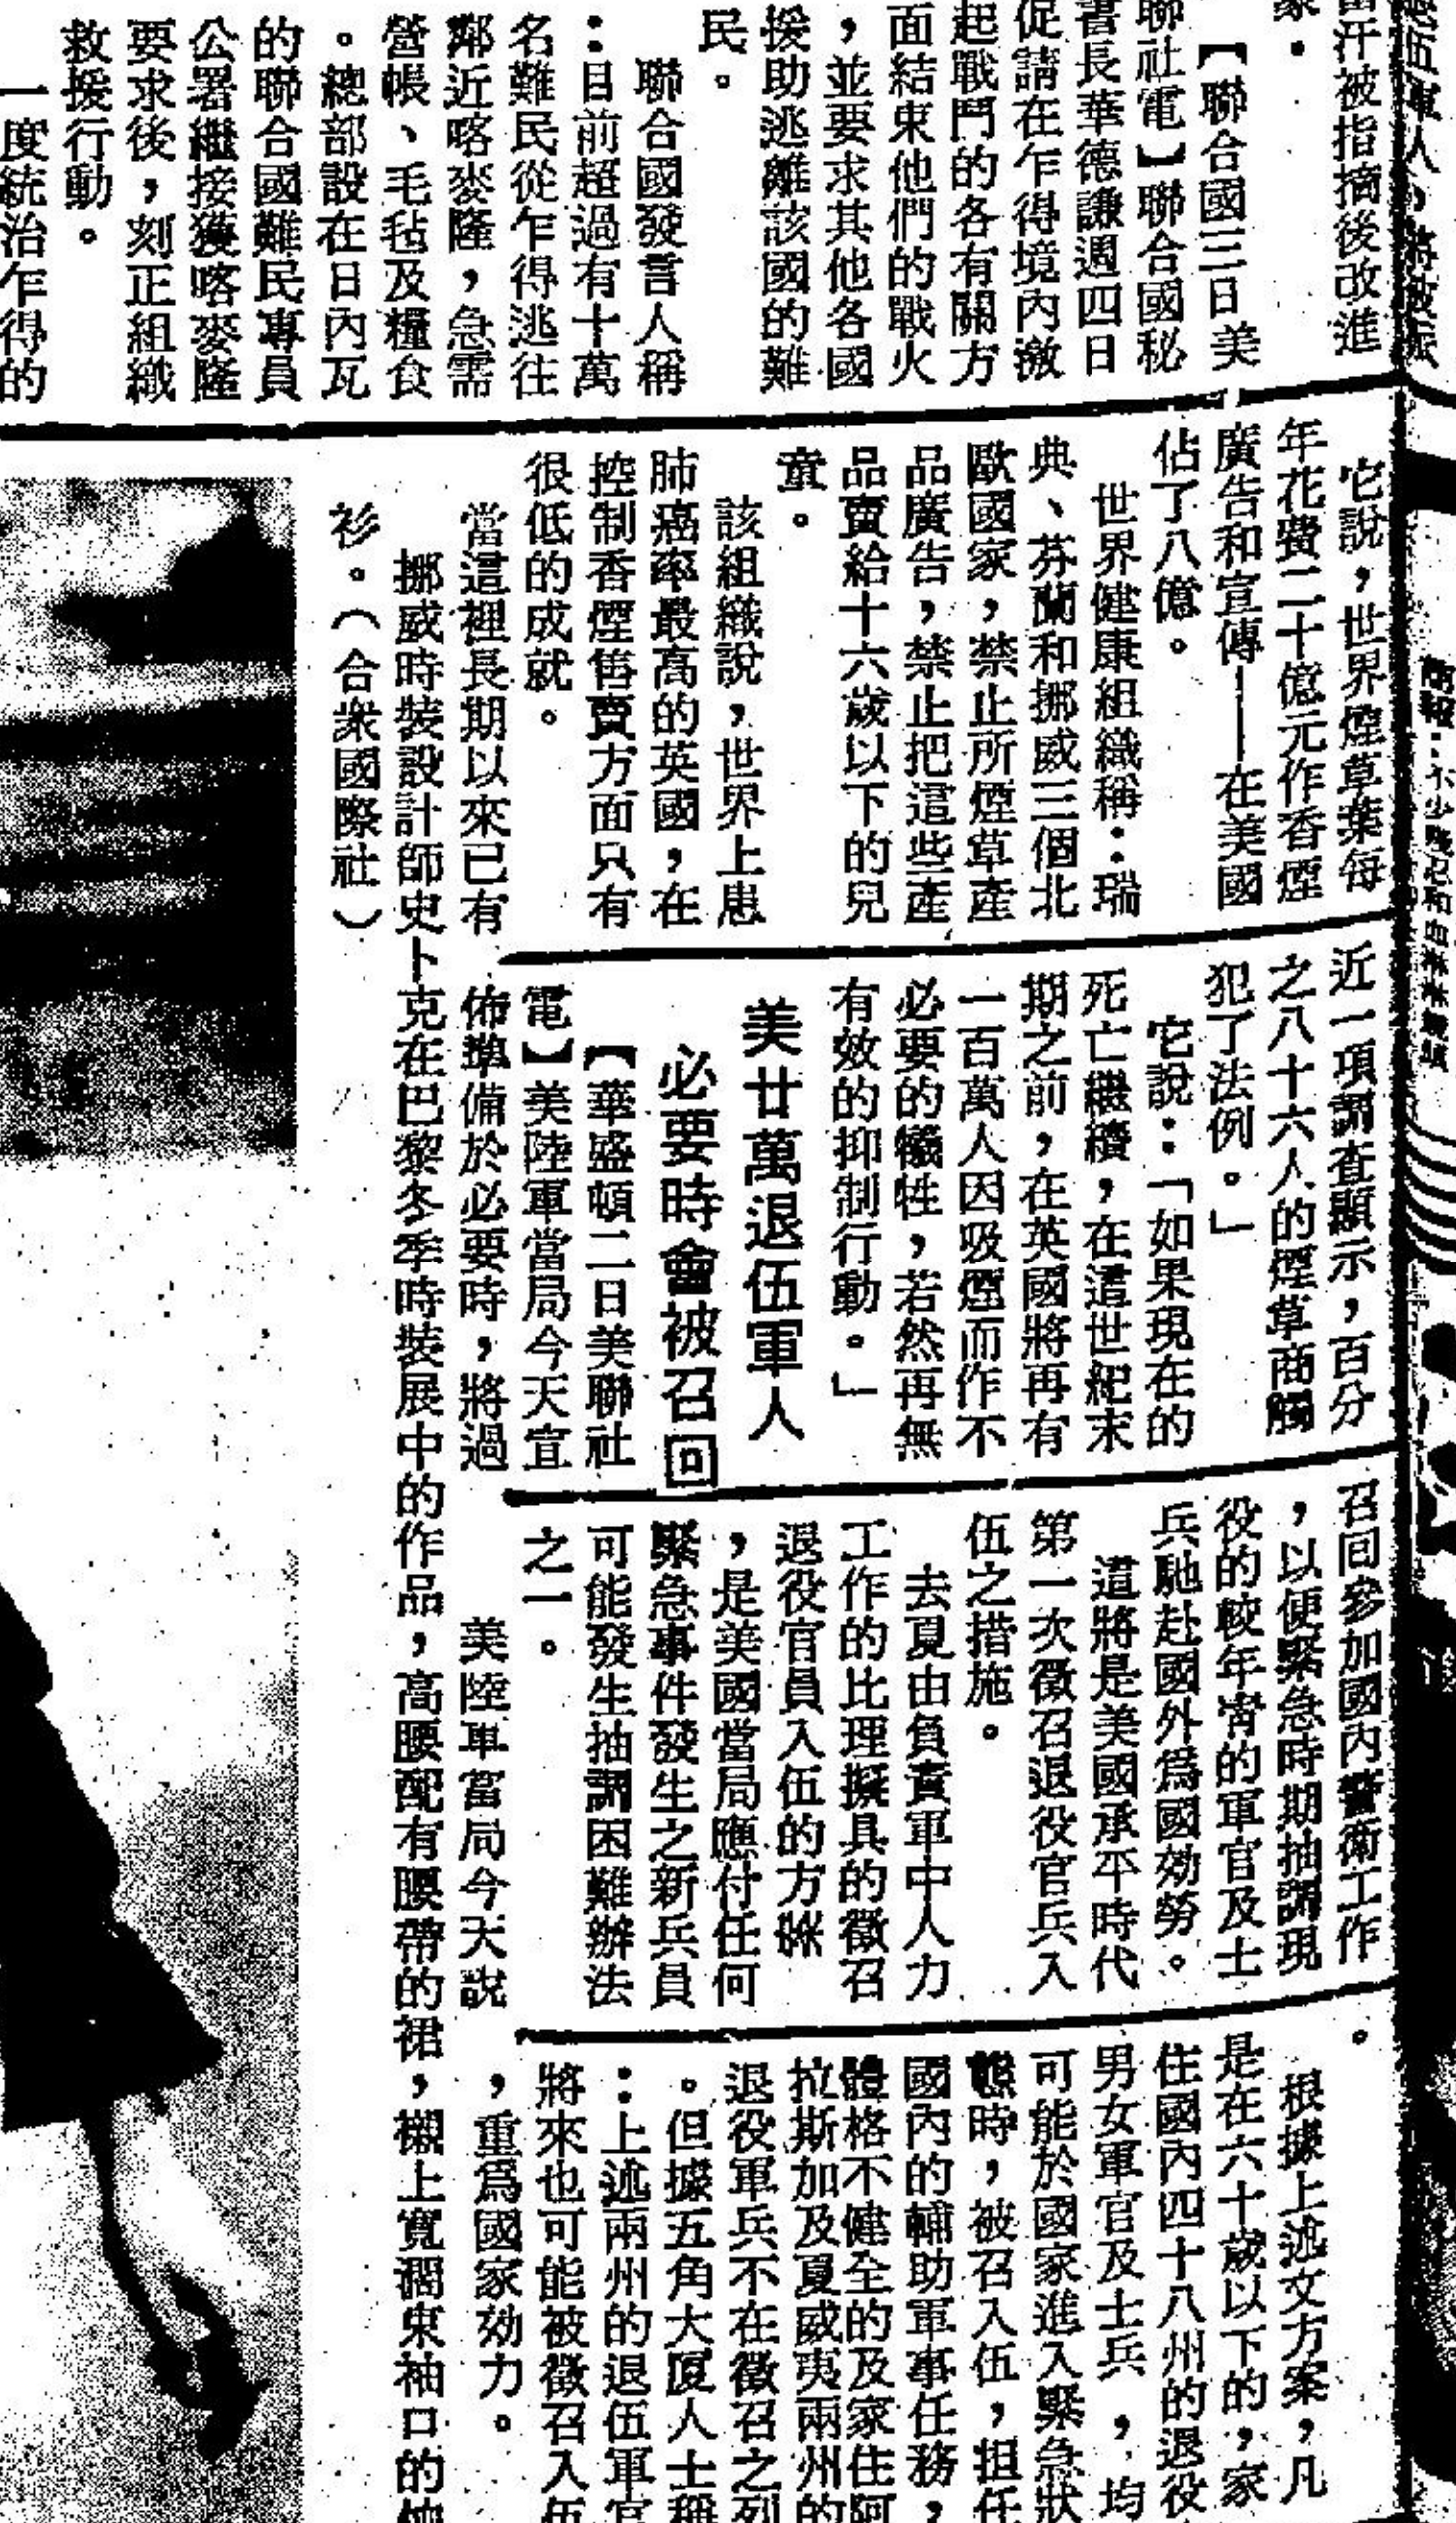 當汗被指摘後改進
【聯合國三日美
聯社電】聯合國秘
書長華德謙週四日
促請在乍得境內激
起戰鬥的各有關方
面結束他們的戰火
，並要求其他各國
援助逃離該國的難
民。
聯合國發言人稱
：目前超過有十萬
名難民從乍得逃往
鄰近喀麥隆，急需
營帳、毛毡及糧食
。總部設在日內瓦
的聯合國難民專員
公署繼接獲喀麥隆
要求後，刻正組織
救援行動。
一度統治乍得的
它說，世界煙草葉每
年花費二十億元作香煙
廣告和宣傳——在美國
佔了八億。
世界健康組織稱：瑞
典、芬蘭和挪威三個北
歐國家，禁止所煙草產
品廣告，禁止把這些產
品賣給十六歲以下的兒
童。
該組織說，世界上患
肺癌率最高的英國，在
控制香煙售賣方面只有
很低的成就。
當這裡長期以來已有
近一項調查顯示，百分
之八十六人的煙草商觸
犯了法例。」
它說：「如果現在的
死亡繼續，在這世紀末
期之前，在英國將再有
一百萬人因吸煙而作不
必要的犧牲，若然再無
有效的抑制行動。」
美廿萬退伍軍人
必要時會被召回
【華盛頓二日美聯社
電】美陸軍當局今天宣
佈準備於必要時，將過
召回參加國內警衛工作
，以便緊急時期抽調現
役的較年青的軍官及士
兵馳赴國外為國効勞。
這將是美國承平時代
第一次徵召退役官兵入
伍之措施。
去夏由負責軍中人力
工作的比理擬具的徵召
退役官員入伍的方案
，是美國當局應付任何
緊急事件發生之新兵員
可能發生抽調困難辦法
之一。
美陸軍當局今天說
。
根據上述文方案，凡
是在六十歲以下的，家
住國內四十八州的退役
男女軍官及士兵，均
可能於國家進入緊急狀
態時，被召入伍，担任
國內的輔助軍事任務，
體格不健全的及家住阿
拉斯加及夏威夷兩州的
退役軍兵不在徵召之列
。但據五角大厦人士稱
：上述兩州的退伍軍官
將來也可能被徵召入伍
，重為國家効力。
挪威時裝設計師史卜克在巴黎冬季時裝展中的作品，高腰配有腰帶的裙，襯上寬濶束袖口的恤
衫。（合衆國際社）